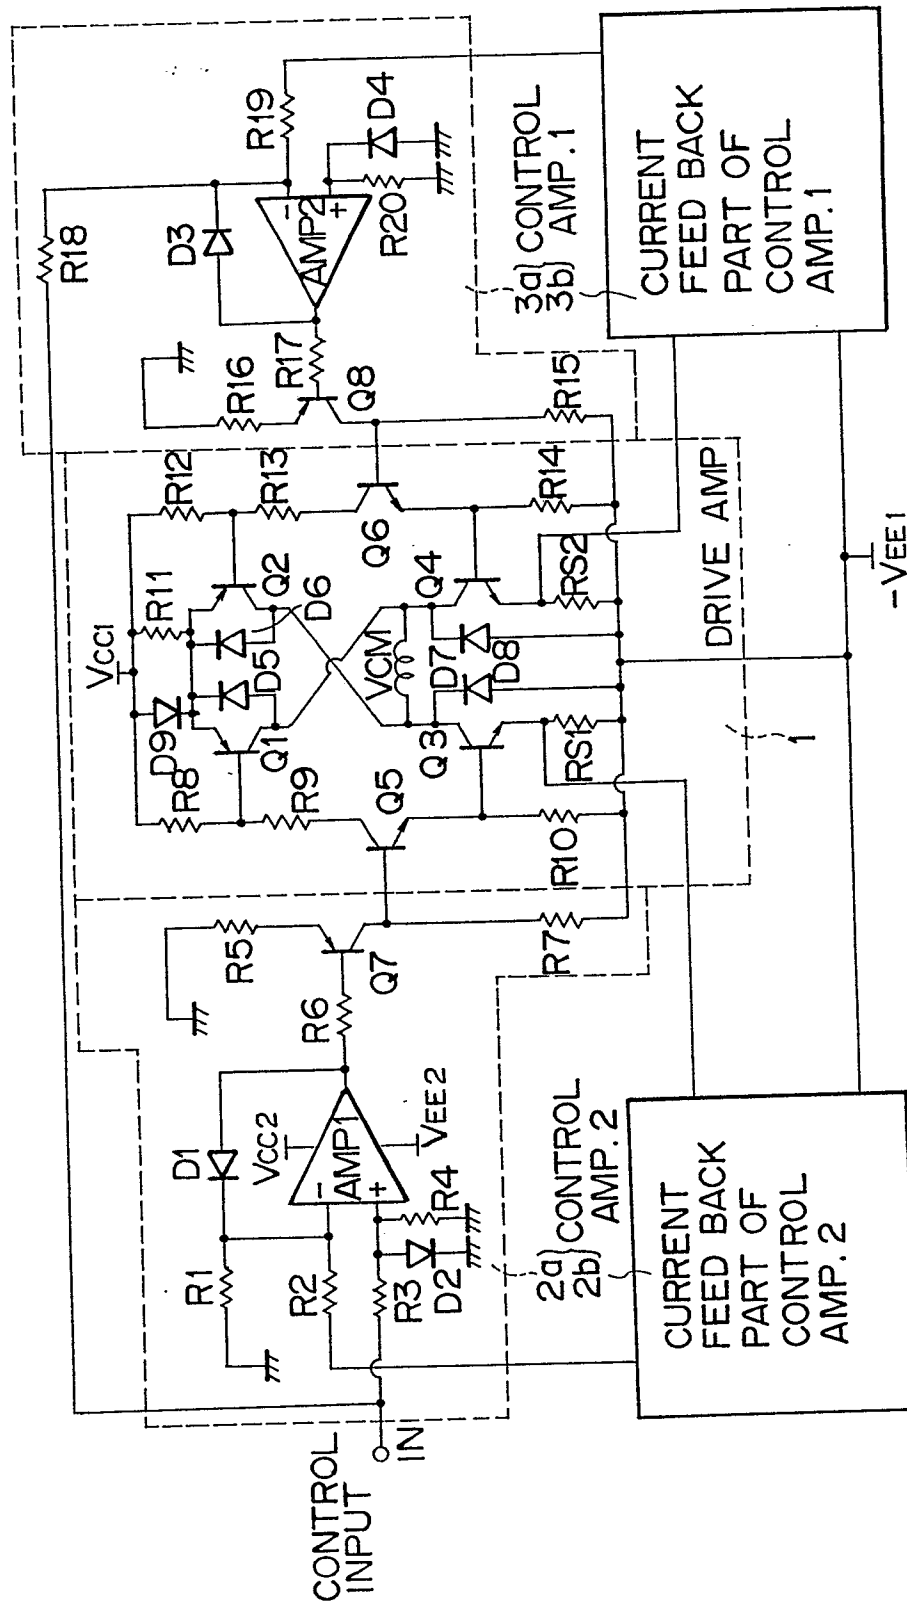 CONTROL
INPUT
IN
R1
R2
R3
D2
R4
D1
VCC2
AMP1
-
+
VEE2
R6
R5
Q7
R7
2a
2b
CONTROL
AMP.2
CURRENT
FEED BACK
PART OF
CONTROL
AMP.2
VCC1
D9
R8
R9
Q1
D5
D6
R11
Q2
R12
R13
Q5
VCM
Q6
Q3
D7
D8
Q4
R10
RS1
RS2
R14
1
DRIVE AMP
-VEE1
R18
D3
R19
AMP2
-
+
D4
R20
R17
R16
Q8
R15
3a
3b
CONTROL
AMP.1
CURRENT
FEED BACK
PART OF
CONTROL
AMP.1